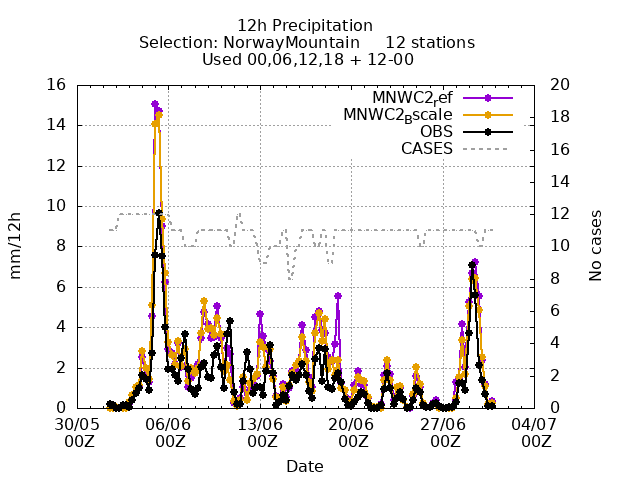 12h Precipitation
Selection: NorwayMountain 12 stations
Used 00,06,12,18 + 12-00
16 20
MNWC2ref
18
MNWC2Bscale
14 16
OBS
CASES
12 14
10 12
8 10
6 8
6
4 4
2 2
0 0
mm/12h
No cases
30/05 06/06 13/06 20/06 27/06 04/07
00Z 00Z 00Z 00Z 00Z 00Z
Date